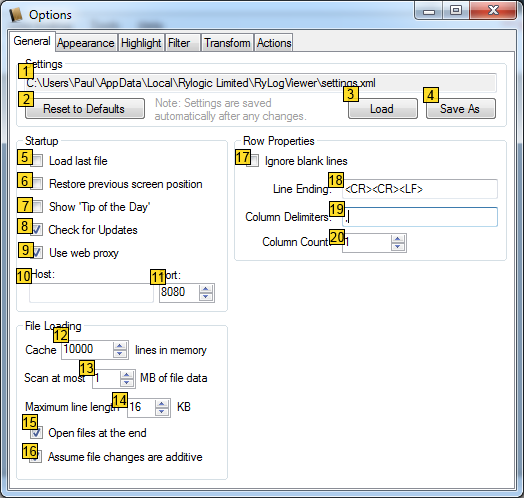 Options
General Appearance Highlight Filter Transform Actions
Settings
1
C:\Users\Paul\AppData\Local\Rylogic Limited\RyLogViewer\settings.xml
2 Reset to Defaults
Note: Settings are saved
automatically after any changes.
3 Load
4 Save As
Startup
5 Load last file
6 Restore previous screen position
7 Show 'Tip of the Day'
8 Check for Updates
9 Use web proxy
10 Host:
11 ort:
8080
File Loading
12
Cache 10000 lines in memory
13
Scan at most 1 MB of file data
14
Maximum line length 16 KB
15 Open files at the end
16 Assume file changes are additive
Row Properties
17 Ignore blank lines
18
Line Ending: <CR><CR><LF>
19
Column Delimiters: ,
20
Column Count: 1